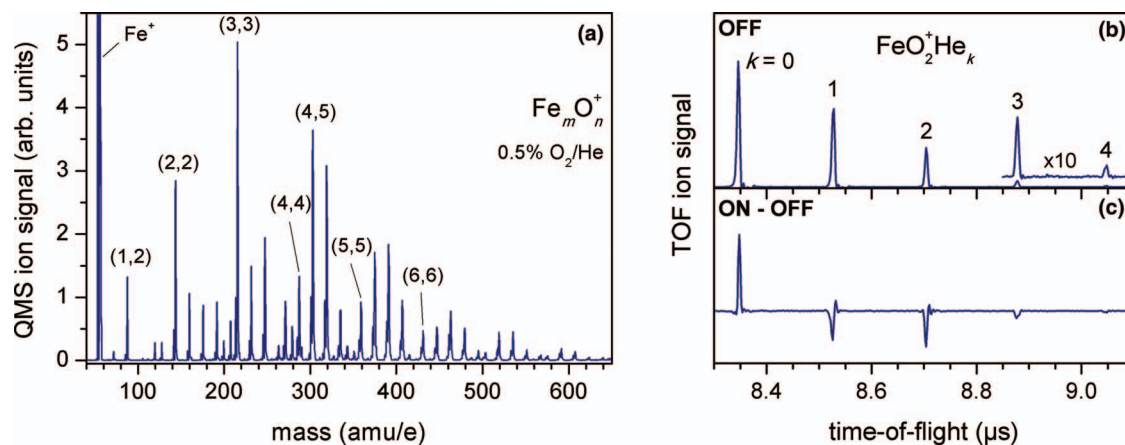 (a)
QMS ion signal (arb. units)
5
4
3
2
1
0
Fe⁺
(3,3)
(4,5)
(2,2)
(4,4)
(1,2)
(5,5)
(6,6)
FeₘOₙ⁺
0.5% O₂/He
100 200 300 400 500 600
mass (amu/e)
OFF
FeO₂⁺Heₖ
(b)
k = 0
1
2
3
x10
4
TOF ion signal
ON - OFF
(c)
8.4 8.6 8.8 9.0
time-of-flight (µs)